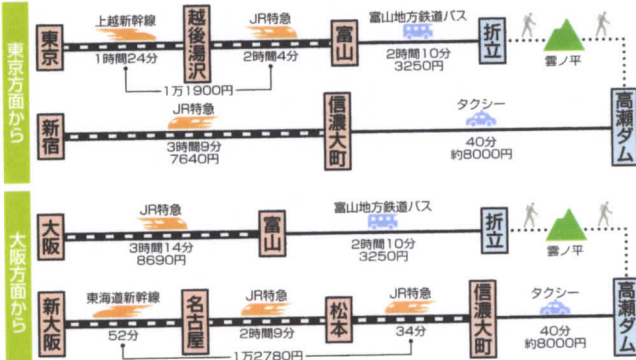 東京方面から
東京
上越新幹線
1時間24分
越後湯沢
JR特急
2時間4分
1万1900円
富山
富山地方鉄道バス
2時間10分
3250円
折立
雲ノ平
高瀬ダム
新宿
JR特急
3時間9分
7640円
信濃大町
タクシー
40分
約8000円
大阪方面から
大阪
JR特急
3時間14分
8690円
富山
富山地方鉄道バス
2時間10分
3250円
折立
雲ノ平
高瀬ダム
新大阪
東海道新幹線
52分
名古屋
JR特急
2時間9分
松本
JR特急
34分
1万2780円
信濃大町
タクシー
40分
約8000円